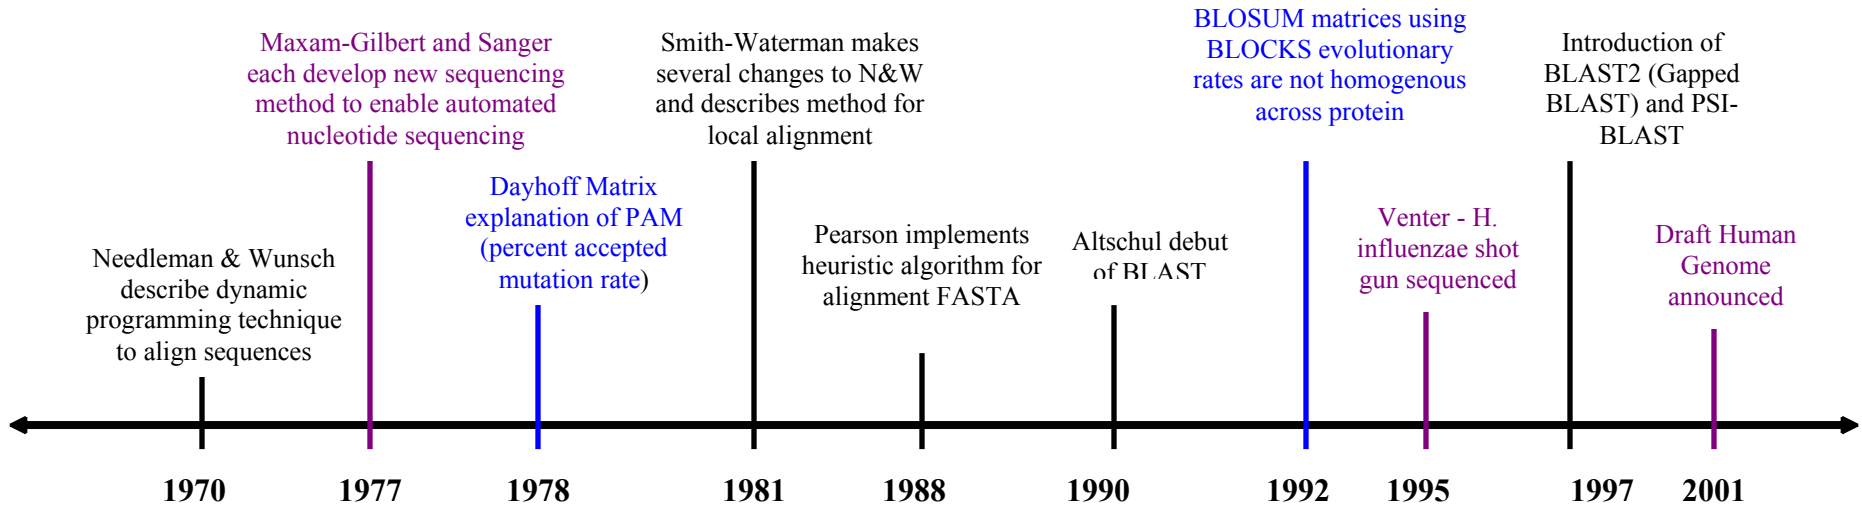 Maxam-Gilbert and Sanger
each develop new sequencing
method to enable automated
nucleotide sequencing
Smith-Waterman makes
several changes to N&W
and describes method for
local alignment
BLOSUM matrices using
BLOCKS evolutionary
rates are not homogenous
across protein
Introduction of
BLAST2 (Gapped
BLAST) and PSI-
BLAST
Needleman & Wunsch
describe dynamic
programming technique
to align sequences
Dayhoff Matrix
explanation of PAM
(percent accepted
mutation rate)
Pearson implements
heuristic algorithm for
alignment FASTA
Altschul debut
of BLAST
Venter - H.
influenzae shot
gun sequenced
Draft Human
Genome
announced
1970 1977 1978 1981 1988 1990 1992 1995 1997 2001